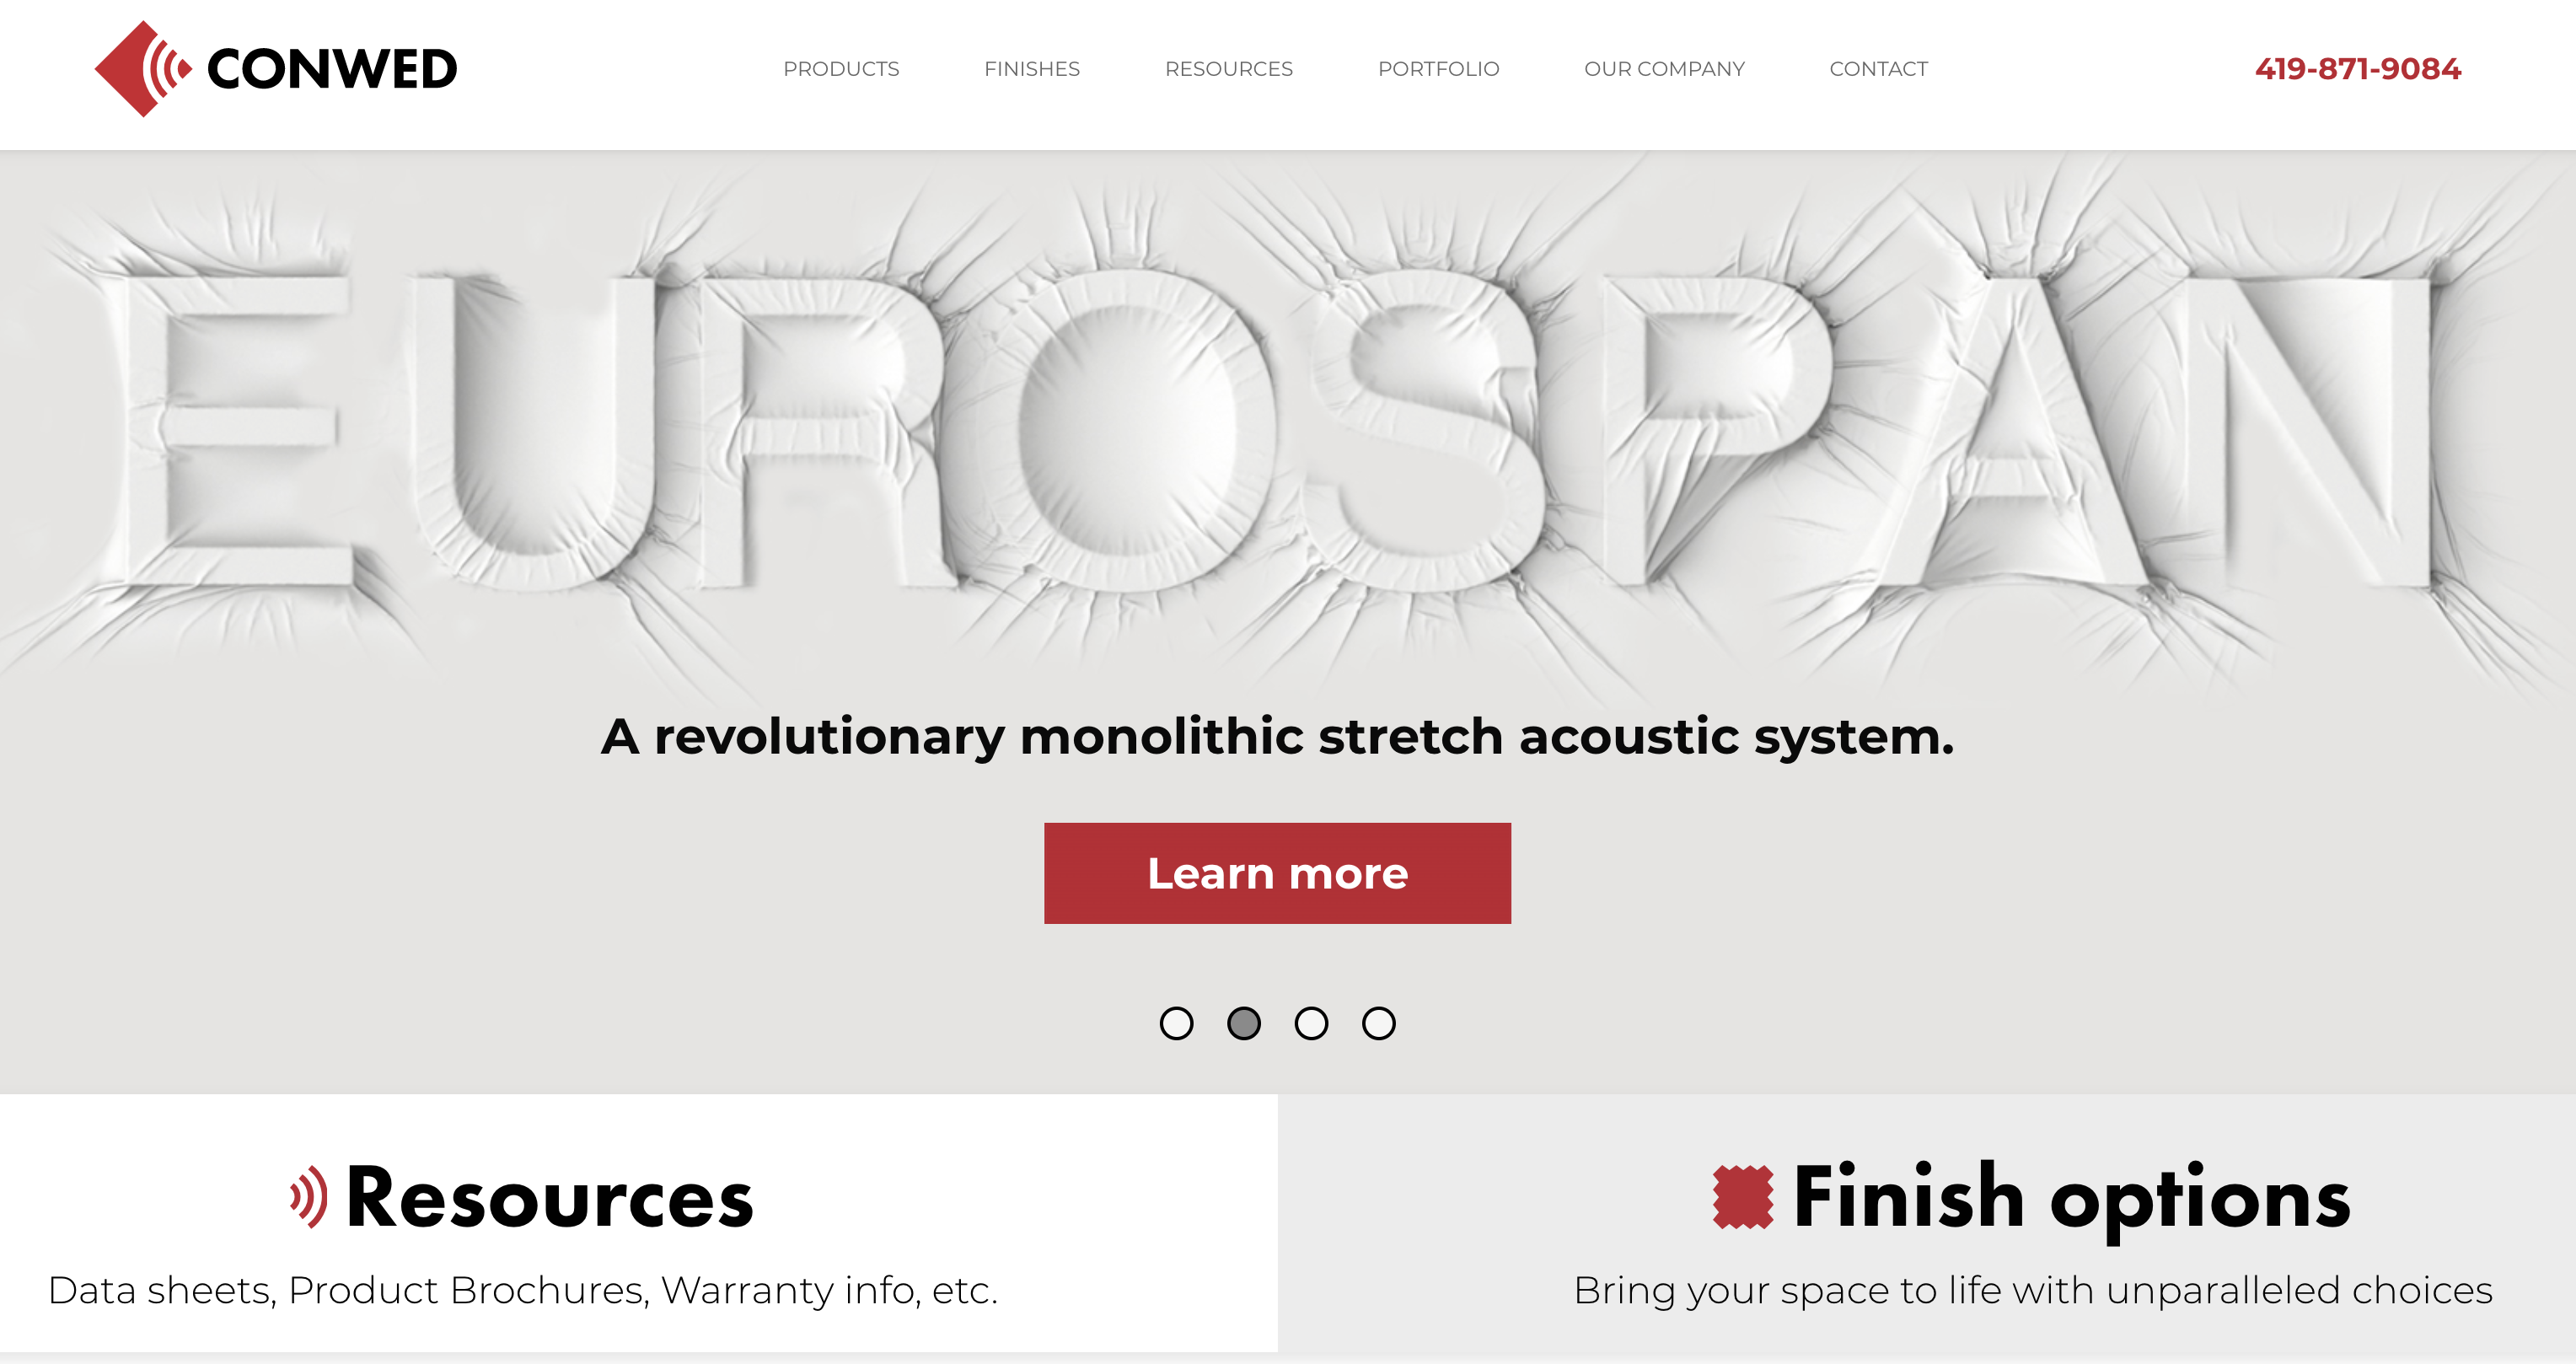 CONWED
PRODUCTS
FINISHES
RESOURCES
PORTFOLIO
OUR COMPANY
CONTACT
419-871-9084
EUROSPAN
A revolutionary monolithic stretch acoustic system.
Learn more
Resources
Data sheets, Product Brochures, Warranty info, etc.
Finish options
Bring your space to life with unparalleled choices